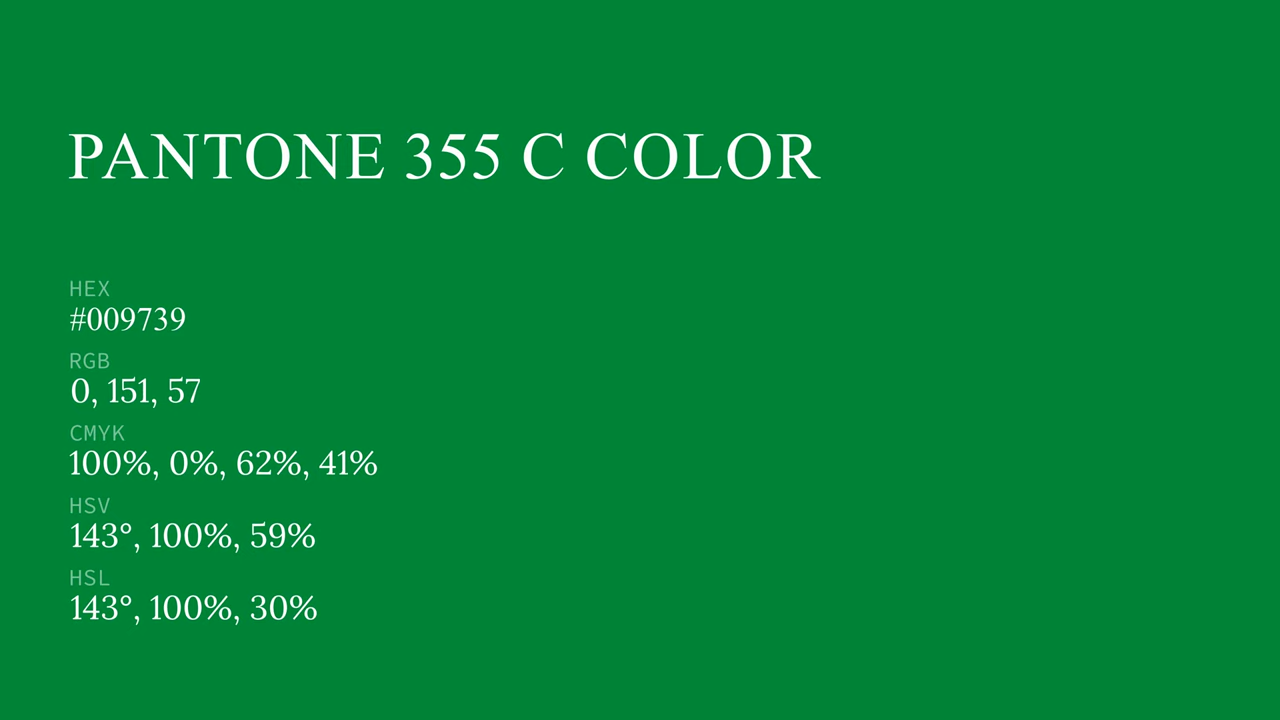 PANTONE 355 C COLOR
HEX
#009739
RGB
0, 151, 57
CMYK
100%, 0%, 62%, 41%
HSV
143°, 100%, 59%
HSL
143°, 100%, 30%